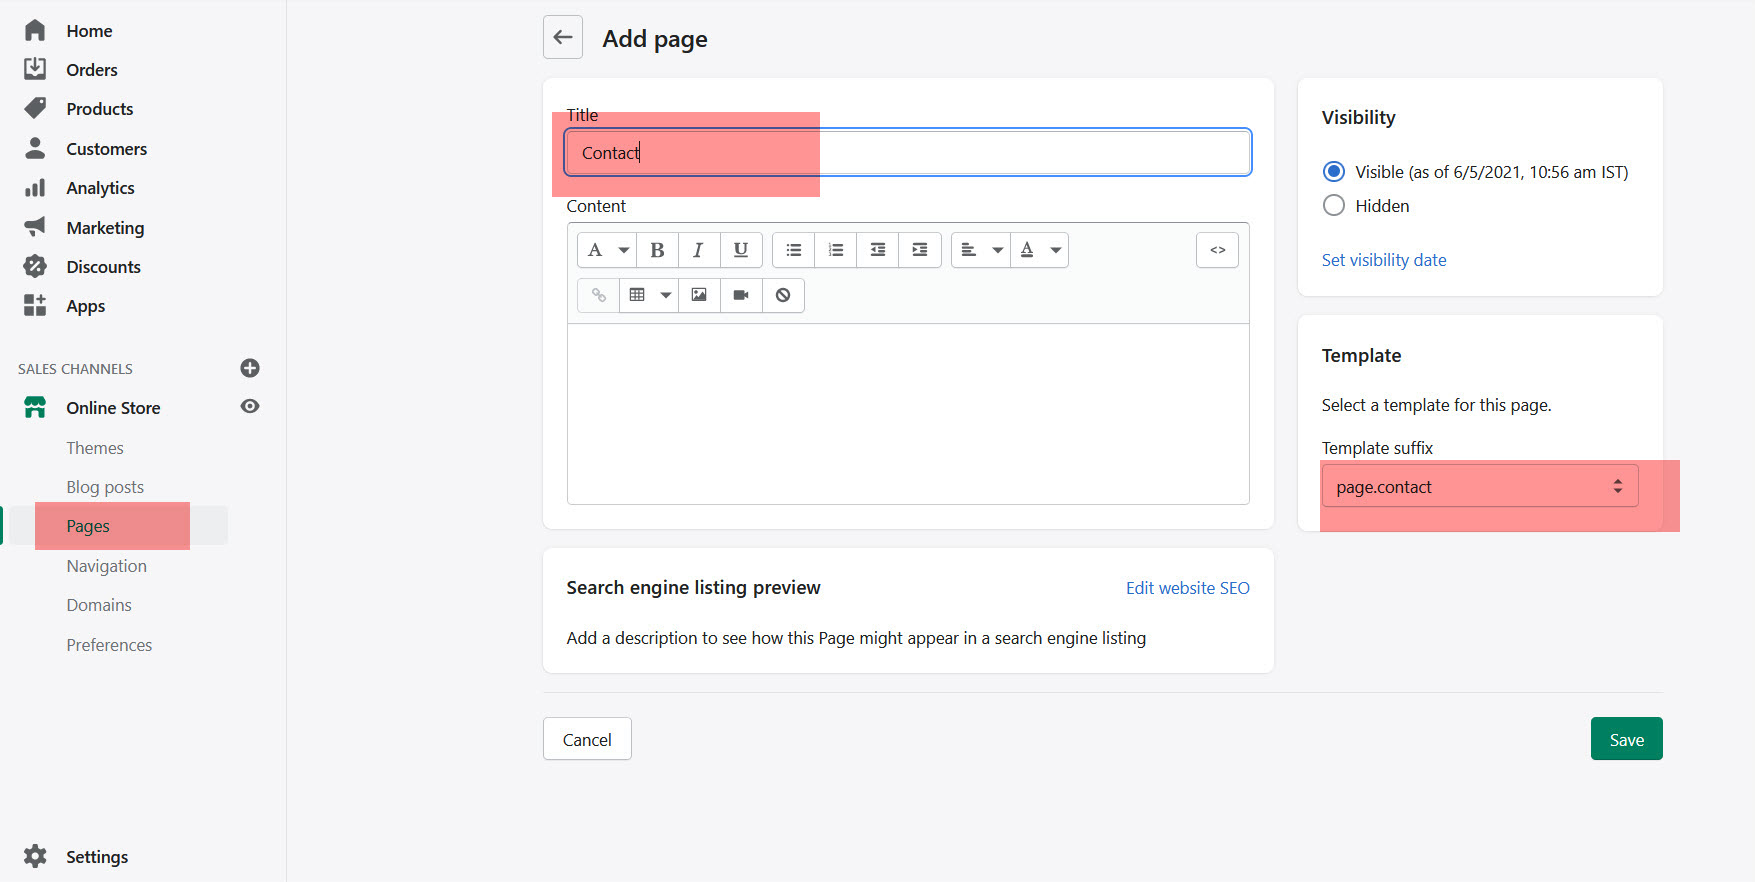 Home
Orders
Products
Customers
Analytics
Marketing
Discounts
Apps
SALES CHANNELS
Online Store
Themes
Blog posts
Pages
Navigation
Domains
Preferences
Settings
Add page
Title
Contact
Content
A B I U A <>
Search engine listing preview
Edit website SEO
Add a description to see how this Page might appear in a search engine listing
Cancel
Visibility
Visible (as of 6/5/2021, 10:56 am IST)
Hidden
Set visibility date
Template
Select a template for this page.
Template suffix
page.contact
Save